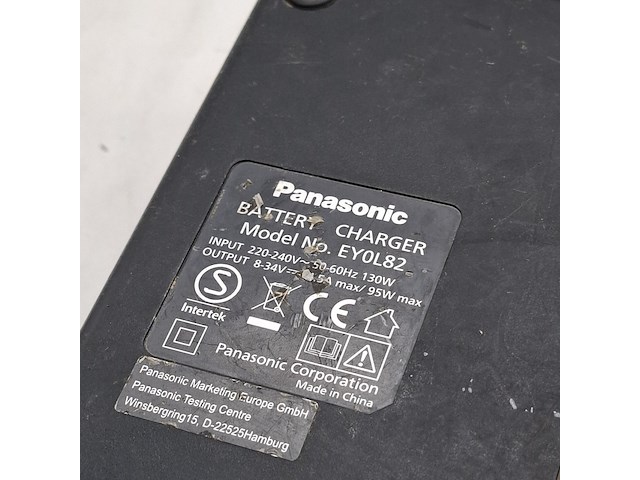 Panasonic
BATTERY CHARGER
Model No. EY0L82
INPUT 220-240V~ 50-60Hz 130W
OUTPUT 8-34V⎓ .5A max/ 95W max
S
Intertek
CE
Panasonic Corporation
Made in China
Panasonic Marketing Europe GmbH
Panasonic Testing Centre
Winsbergring15, D-22525Hamburg